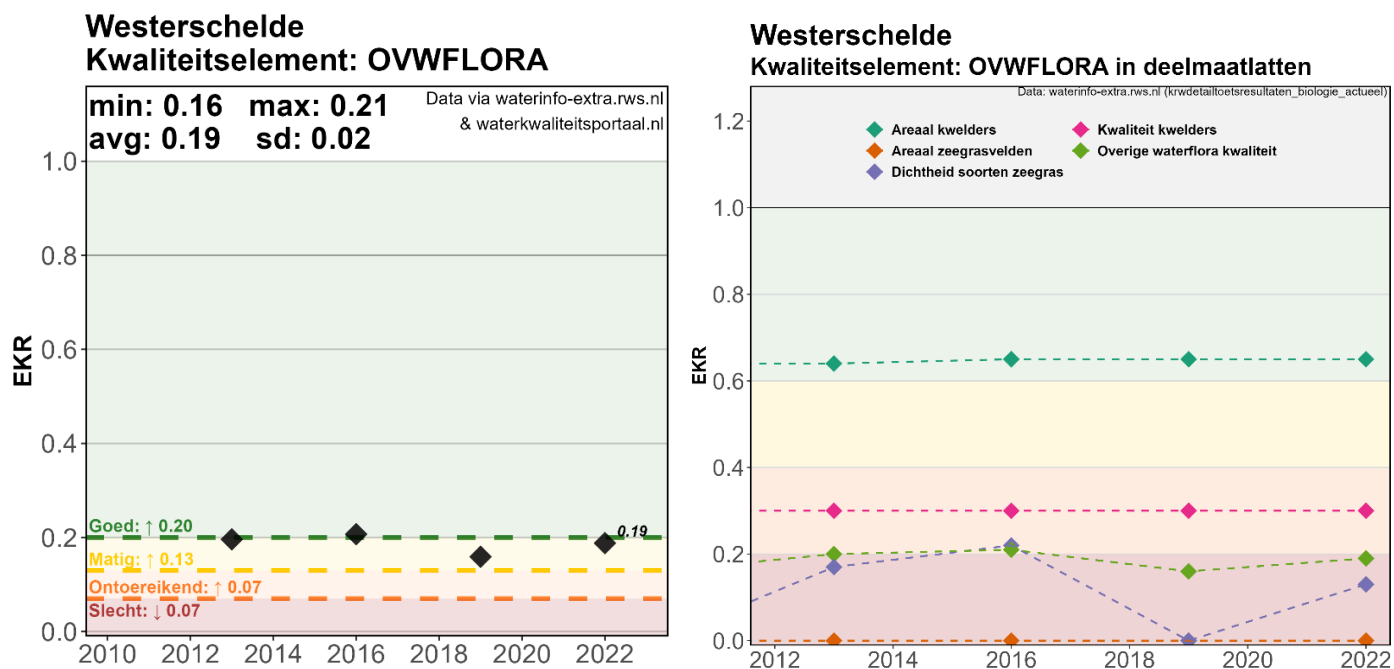 Westerschelde
Kwaliteitselement: OVWFLORA
min: 0.16 max: 0.21
avg: 0.19 sd: 0.02
Data via waterinfo-extra.rws.nl
& waterkwaliteitsportaal.nl
1.0
0.8
0.6
0.4
0.2
0.0
EKR
Goed: ↑ 0.20
Matig: ↑ 0.13
Ontoereikend: ↑ 0.07
Slecht: ↓ 0.07
0.19
2010 2012 2014 2016 2018 2020 2022
Westerschelde
Kwaliteitselement: OVWFLORA in deelmaatlatten
Data: waterinfo-extra.rws.nl (krwdetailtoetsresultaten_biologie_actueel)
Areaal kwelders
Areaal zeegrasvelden
Dichtheid soorten zeegras
Kwaliteit kwelders
Overige waterflora kwaliteit
1.2
1.0
0.8
0.6
0.4
0.2
0.0
EKR
2012 2014 2016 2018 2020 2022